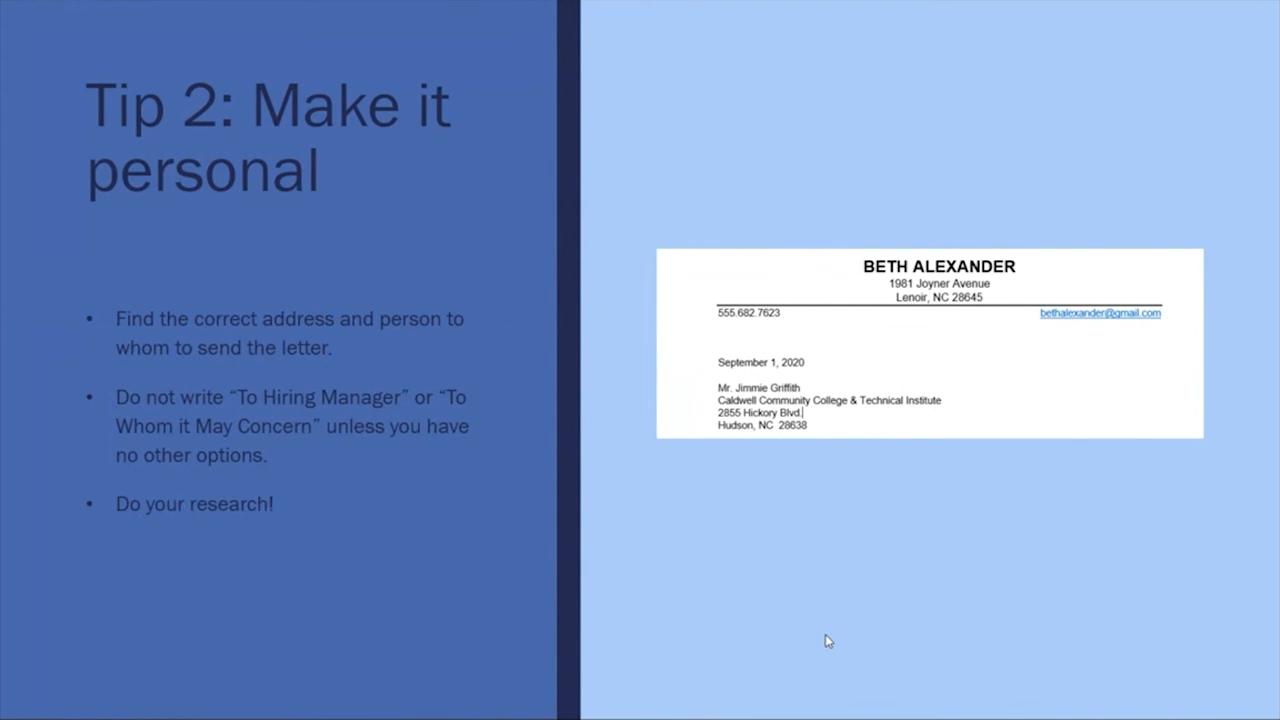 Tip 2: Make it
personal
• Find the correct address and person to
whom to send the letter.
• Do not write “To Hiring Manager” or “To
Whom it May Concern” unless you have
no other options.
• Do your research!
BETH ALEXANDER
1981 Joyner Avenue
Lenoir, NC 28645
555.682.7623 bethalexander@gmail.com
September 1, 2020
Mr. Jimmie Griffith
Caldwell Community College & Technical Institute
2855 Hickory Blvd.
Hudson, NC 28638